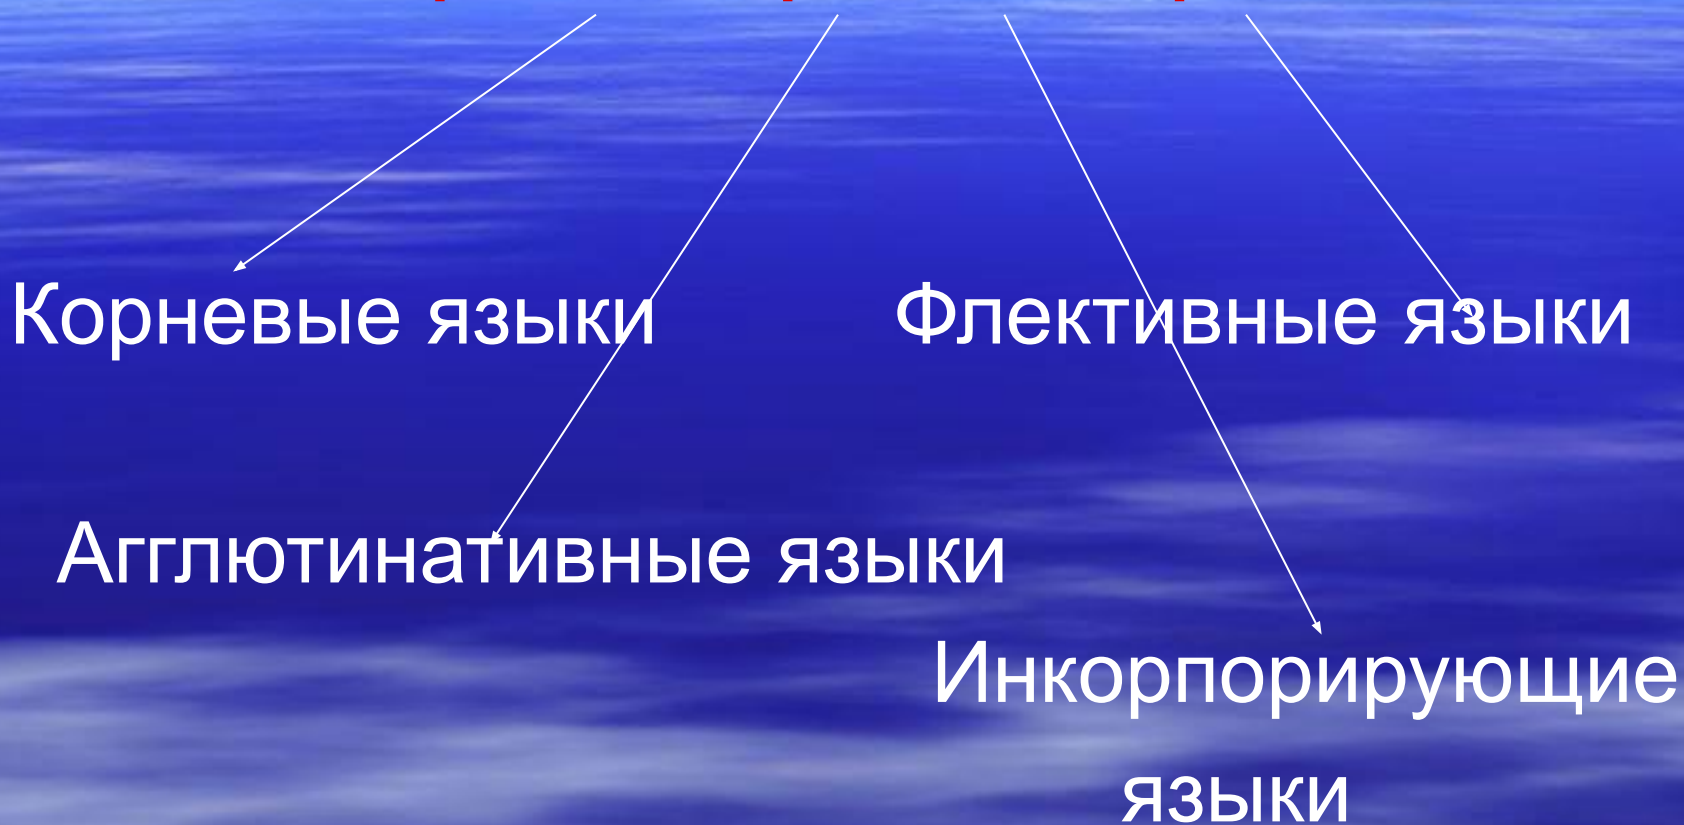 Корневые языки
Флективные языки
Агглютинативные языки
Инкорпорирующие
языки